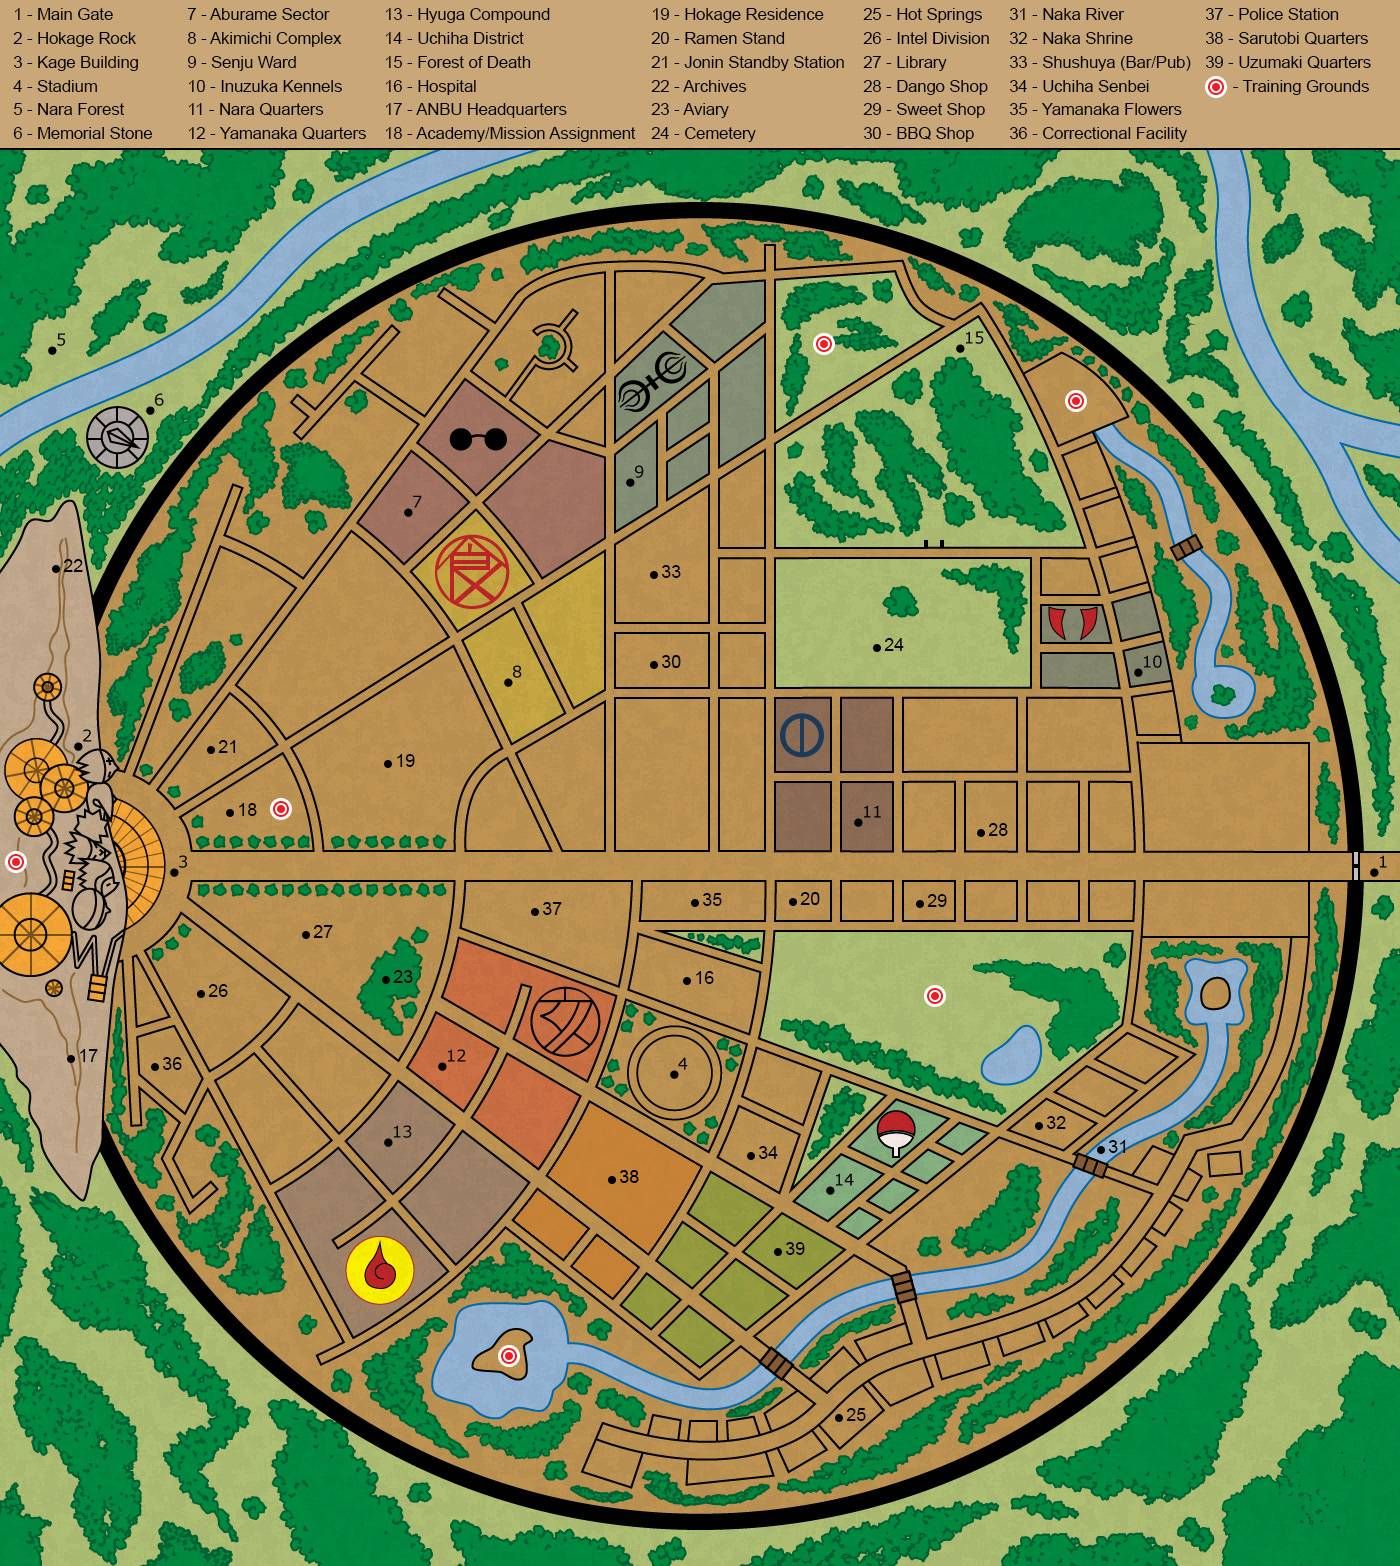 1 - Main Gate
2 - Hokage Rock
3 - Kage Building
4 - Stadium
5 - Nara Forest
6 - Memorial Stone
7 - Aburame Sector
8 - Akimichi Complex
9 - Senju Ward
10 - Inuzuka Kennels
11 - Nara Quarters
12 - Yamanaka Quarters
13 - Hyuga Compound
14 - Uchiha District
15 - Forest of Death
16 - Hospital
17 - ANBU Headquarters
18 - Academy/Mission Assignment
19 - Hokage Residence
20 - Ramen Stand
21 - Jonin Standby Station
22 - Archives
23 - Aviary
24 - Cemetery
25 - Hot Springs
26 - Intel Division
27 - Library
28 - Dango Shop
29 - Sweet Shop
30 - BBQ Shop
31 - Naka River
32 - Naka Shrine
33 - Shushuya (Bar/Pub)
34 - Uchiha Senbei
35 - Yamanaka Flowers
36 - Correctional Facility
37 - Police Station
38 - Sarutobi Quarters
39 - Uzumaki Quarters
- Training Grounds
5
15
6
9
7
22
33
24
30
10
8
2
21
19
18
11
28
3
1
37
35
20
29
27
23
16
26
17
36
12
4
13
32
31
34
14
38
39
25